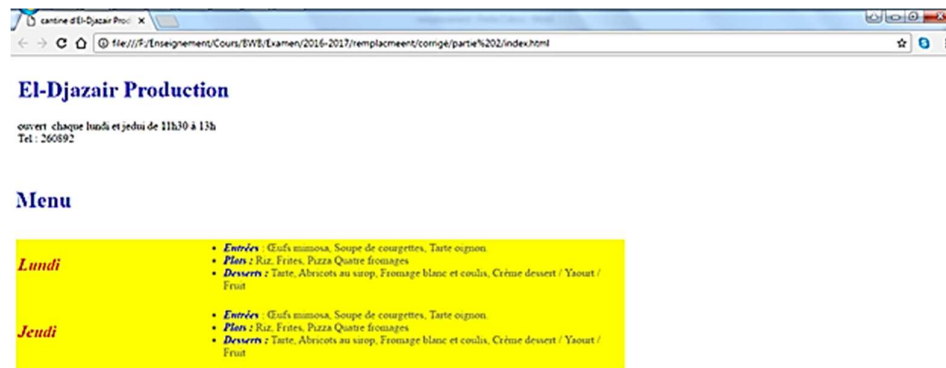 cantine d'El-Djazair Prod
file:///F:/Enseignement/Cours/BWB/Examen/2016-2017/remplacmeent/corrigé/partie%202/index.html
El-Djazair Production
ouvert chaque lundi et jedui de 11h30 à 13h
Tel : 260892
Menu
Lundi
• Entrées : Œufs mimosa, Soupe de courgettes, Tarte oignon
• Plats : Riz, Frites, Pizza Quatre fromages
• Desserts : Tarte, Abricots au sirop, Fromage blanc et coulis, Crème dessert / Yaourt /
Fruit
Jeudi
• Entrées : Œufs mimosa, Soupe de courgettes, Tarte oignon
• Plats : Riz, Frites, Pizza Quatre fromages
• Desserts : Tarte, Abricots au sirop, Fromage blanc et coulis, Crème dessert / Yaourt /
Fruit